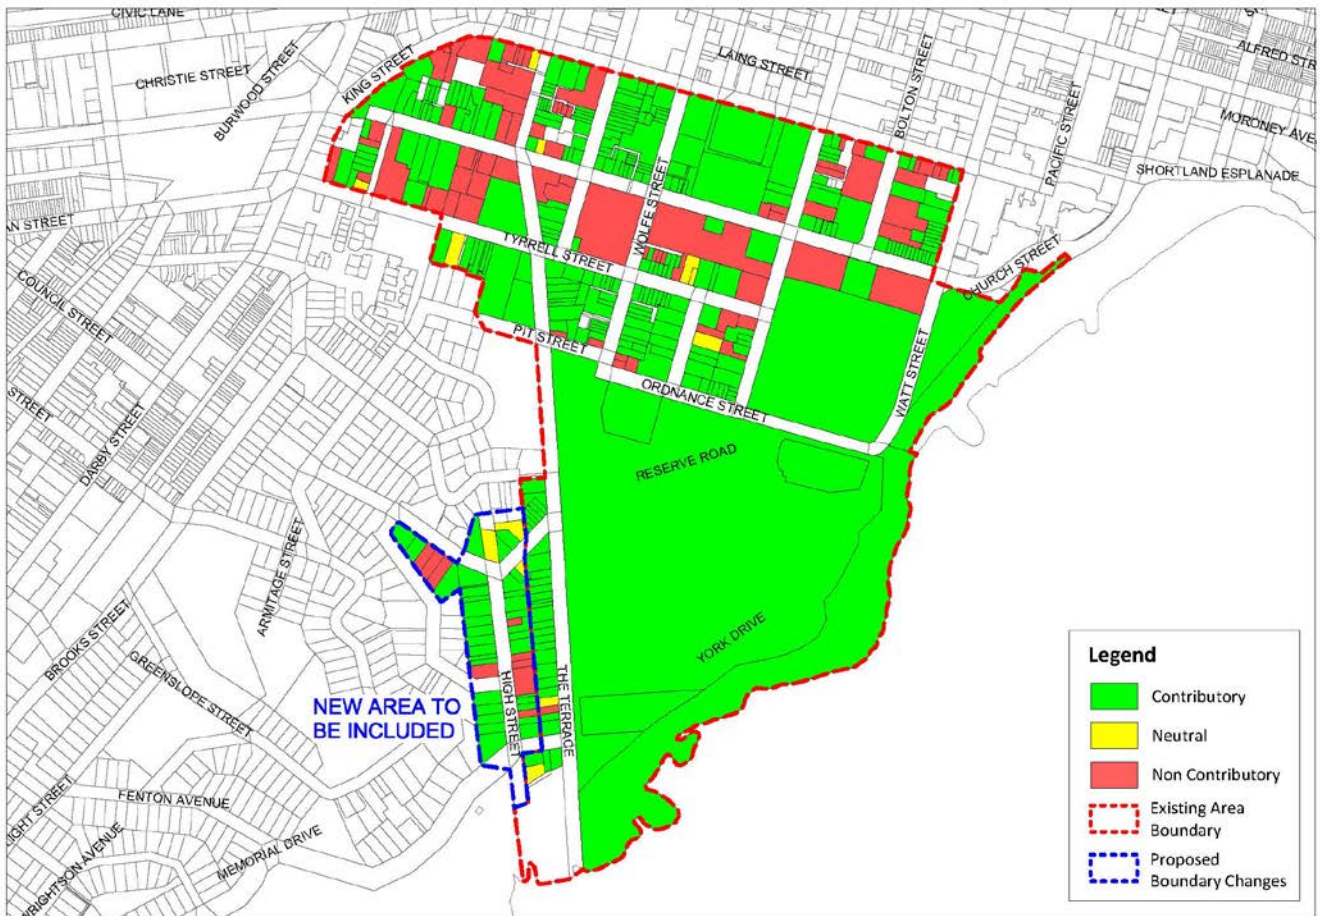 CIVIC LANE
CHRISTIE STREET
BURWOOD STREET
KING STREET
LAING STREET
BOLTON STREET
PACIFIC STREET
ALFRED STR
MORONEY AVE
SHORTLAND ESPLANADE
AN STREET
COUNCIL STREET
STREET
DARBY STREET
WOLFE STREET
TYRRELL STREET
CHURCH STREET
PIT STREET
ORDNANCE STREET
WATT STREET
RESERVE ROAD
ARMITAGE STREET
YORK DRIVE
BROOKS STREET
GREENSLOPE STREET
NEW AREA TO
BE INCLUDED
HIGH STREET
THE TERRACE
LIGHT STREET
FENTON AVENUE
MEMORIAL DRIVE
WRIGHTSON AVENUE
Legend
Contributory
Neutral
Non Contributory
Existing Area
Boundary
Proposed
Boundary Changes